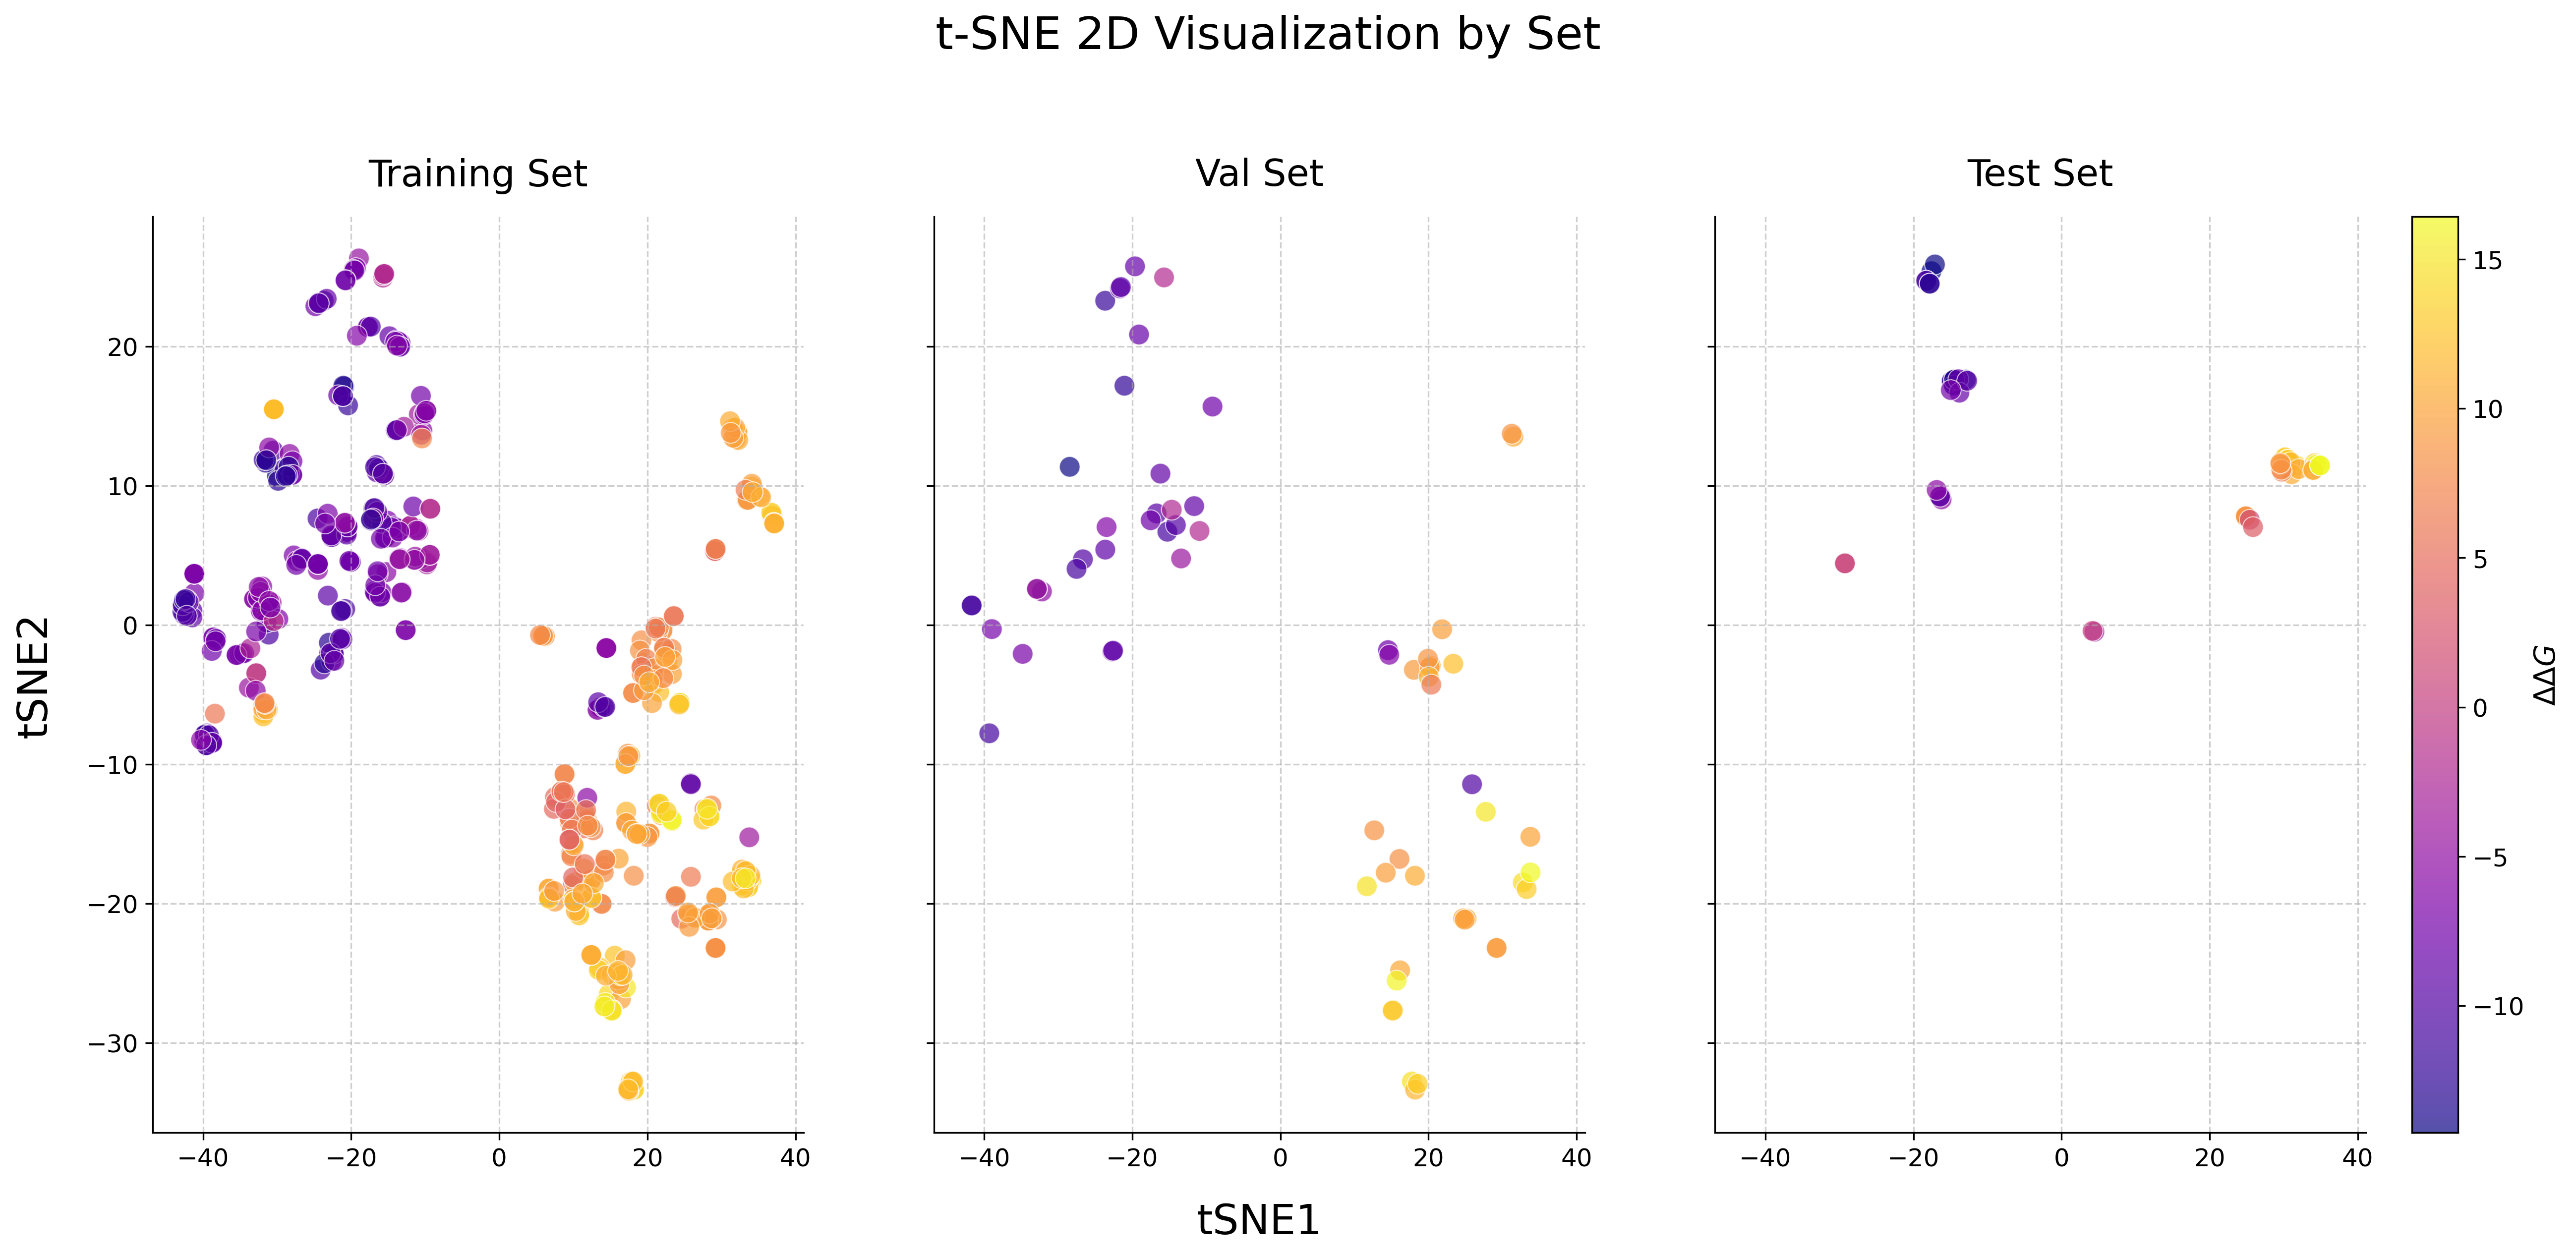 t-SNE 2D Visualization by Set
Training Set
Val Set
Test Set
20
10
0
−10
−20
−30
tSNE2
−40 −20 0 20 40
−40 −20 0 20 40
−40 −20 0 20 40
tSNE1
15
10
5
0
−5
−10
ΔΔG